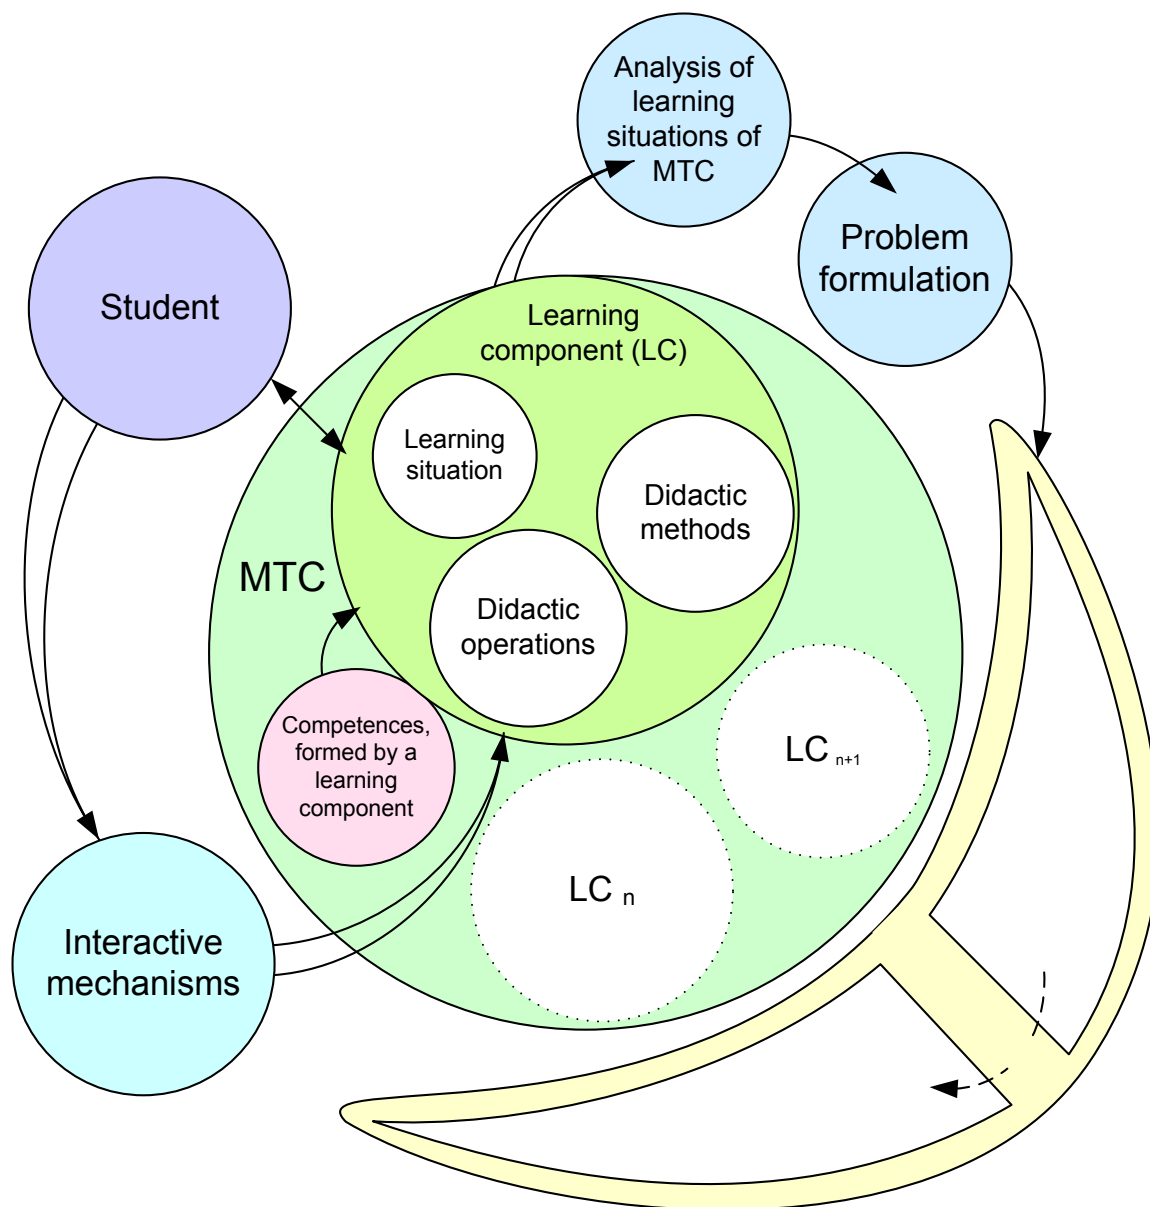 Analysis of
learning
situations of
MTC
Problem
formulation
Student
Learning
component (LC)
Learning
situation
Didactic
methods
MTC
Didactic
operations
Competences,
formed by a
learning
component
LC n+1
LC n
Interactive
mechanisms